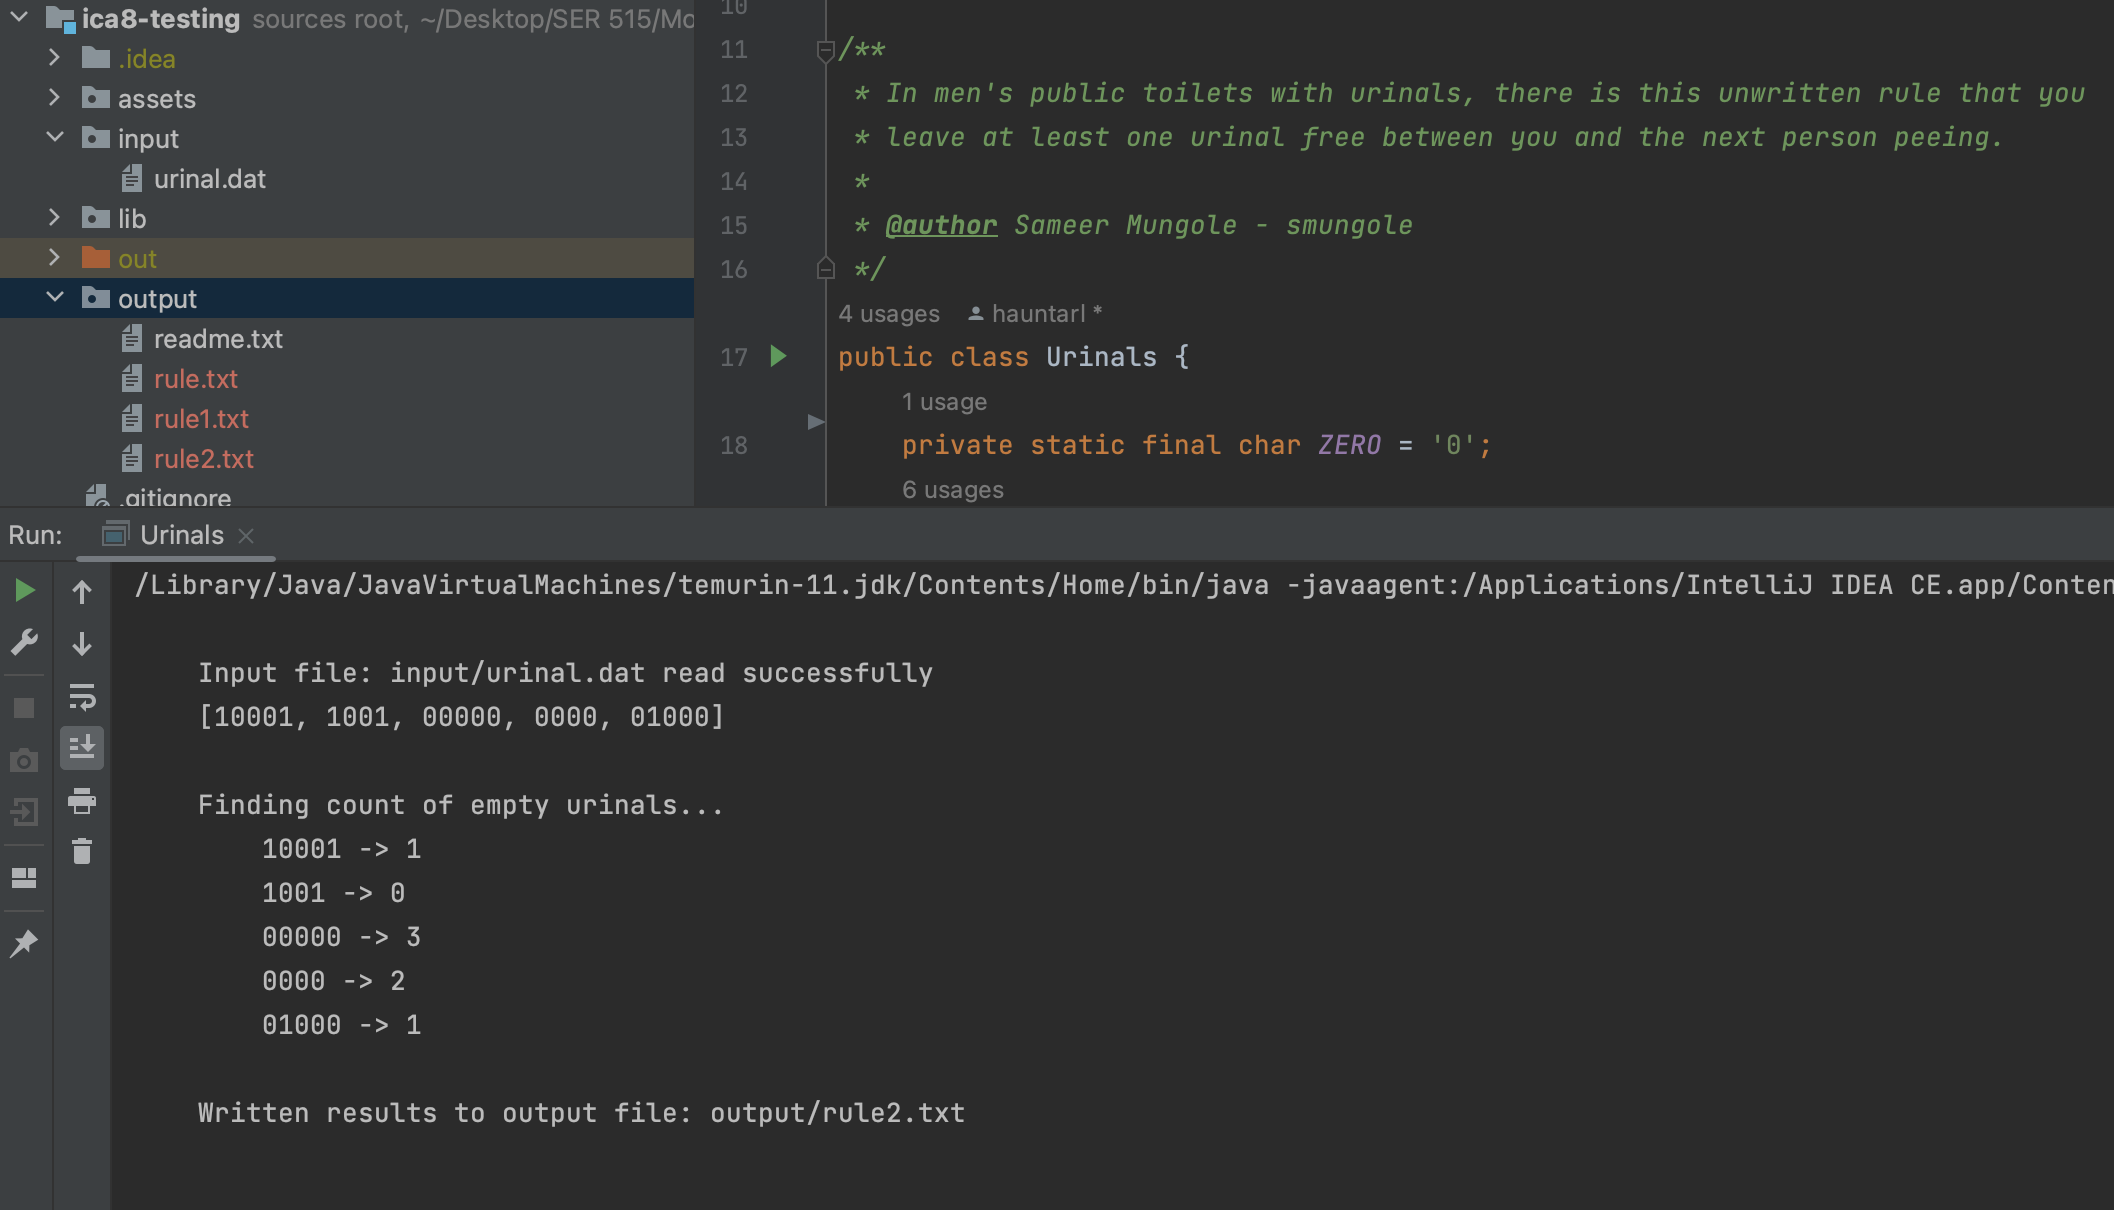 ica8-testing sources root, ~/Desktop/SER 515/Mo
.idea
assets
input
urinal.dat
lib
out
output
readme.txt
rule.txt
rule1.txt
rule2.txt
.gitignore
10
11 /**
12 * In men's public toilets with urinals, there is this unwritten rule that you
13 * leave at least one urinal free between you and the next person peeing.
14 *
15 * @author Sameer Mungole - smungole
16 */
4 usages hauntarl *
17 public class Urinals {
1 usage
18 private static final char ZERO = '0';
6 usages
Run: Urinals
/Library/Java/JavaVirtualMachines/temurin-11.jdk/Contents/Home/bin/java -javaagent:/Applications/IntelliJ IDEA CE.app/Conten
Input file: input/urinal.dat read successfully
[10001, 1001, 00000, 0000, 01000]
Finding count of empty urinals...
10001 -> 1
1001 -> 0
00000 -> 3
0000 -> 2
01000 -> 1
Written results to output file: output/rule2.txt